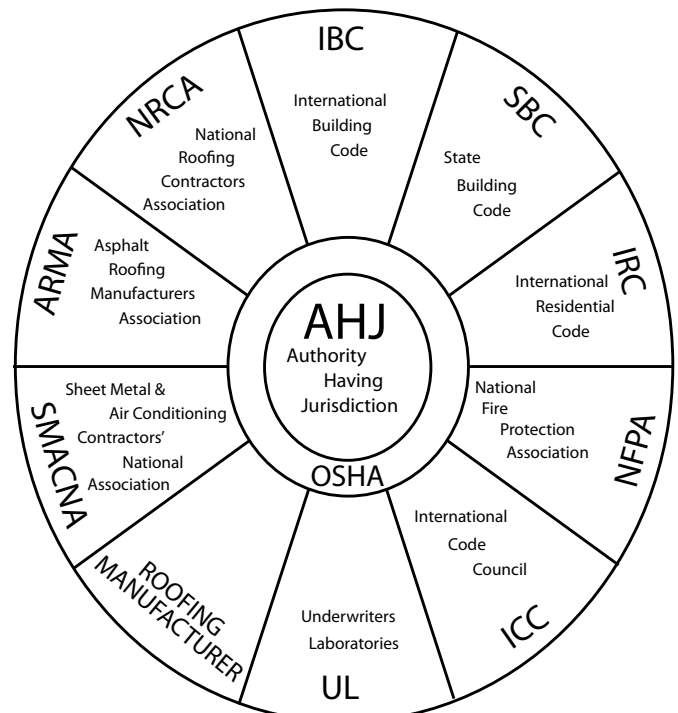 IBC
International
Building
Code
SBC
State
Building
Code
IRC
International
Residential
Code
NFPA
National
Fire
Protection
Association
ICC
International
Code
Council
UL
Underwriters
Laboratories
ROOFING
MANUFACTURER
SMACNA
Sheet Metal &
Air Conditioning
Contractors’
National
Association
ARMA
Asphalt
Roofing
Manufacturers
Association
NRCA
National
Roofing
Contractors
Association
AHJ
Authority
Having
Jurisdiction
OSHA